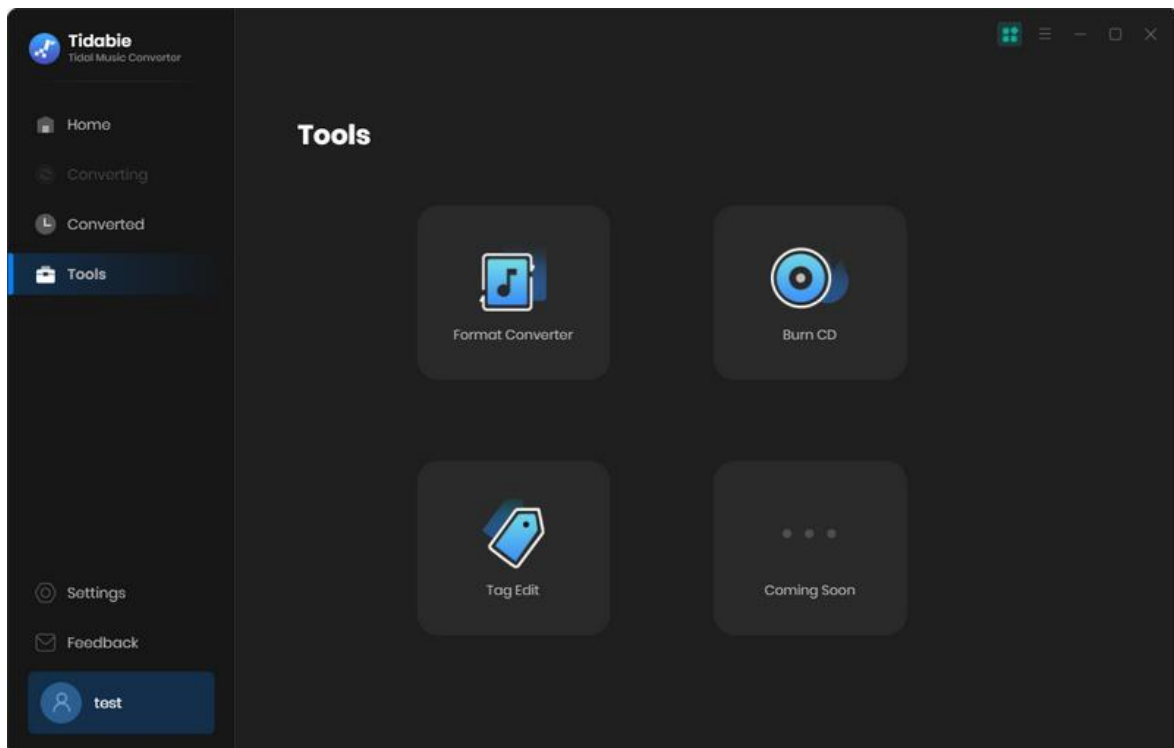 Tidabie
Tidal Music Converter
Home
Converting
Converted
Tools
Settings
Feedback
test
Tools
Format Converter
Burn CD
Tag Edit
Coming Soon